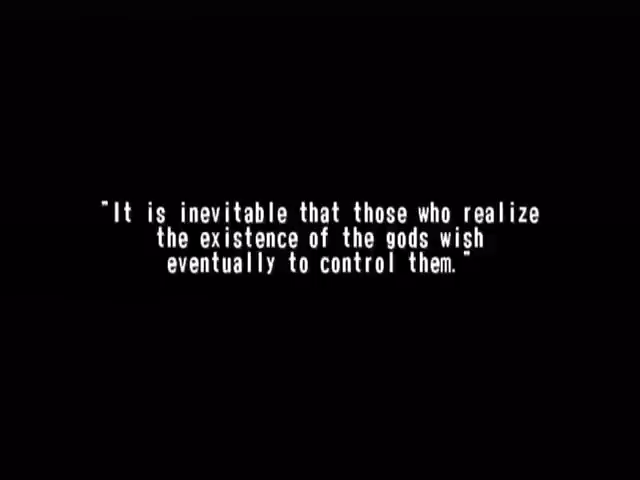 "It is inevitable that those who realize
the existence of the gods wish
eventually to control them."